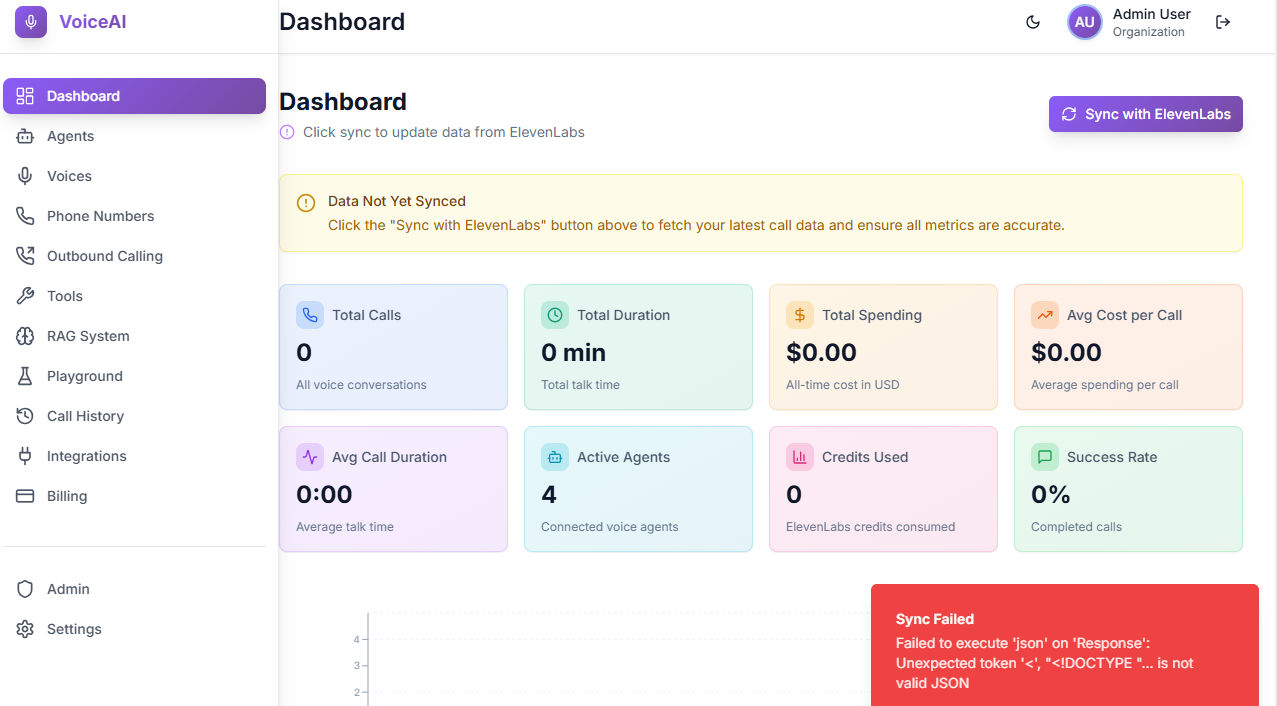 VoiceAI
Dashboard
AU
Admin User
Organization
Dashboard
Agents
Voices
Phone Numbers
Outbound Calling
Tools
RAG System
Playground
Call History
Integrations
Billing
Admin
Settings
Dashboard
Click sync to update data from ElevenLabs
Sync with ElevenLabs
Data Not Yet Synced
Click the "Sync with ElevenLabs" button above to fetch your latest call data and ensure all metrics are accurate.
Total Calls
0
All voice conversations
Total Duration
0 min
Total talk time
Total Spending
$0.00
All-time cost in USD
Avg Cost per Call
$0.00
Average spending per call
Avg Call Duration
0:00
Average talk time
Active Agents
4
Connected voice agents
Credits Used
0
ElevenLabs credits consumed
Success Rate
0%
Completed calls
4
3
2
Sync Failed
Failed to execute 'json' on 'Response':
Unexpected token '<', "<!DOCTYPE "... is not
valid JSON